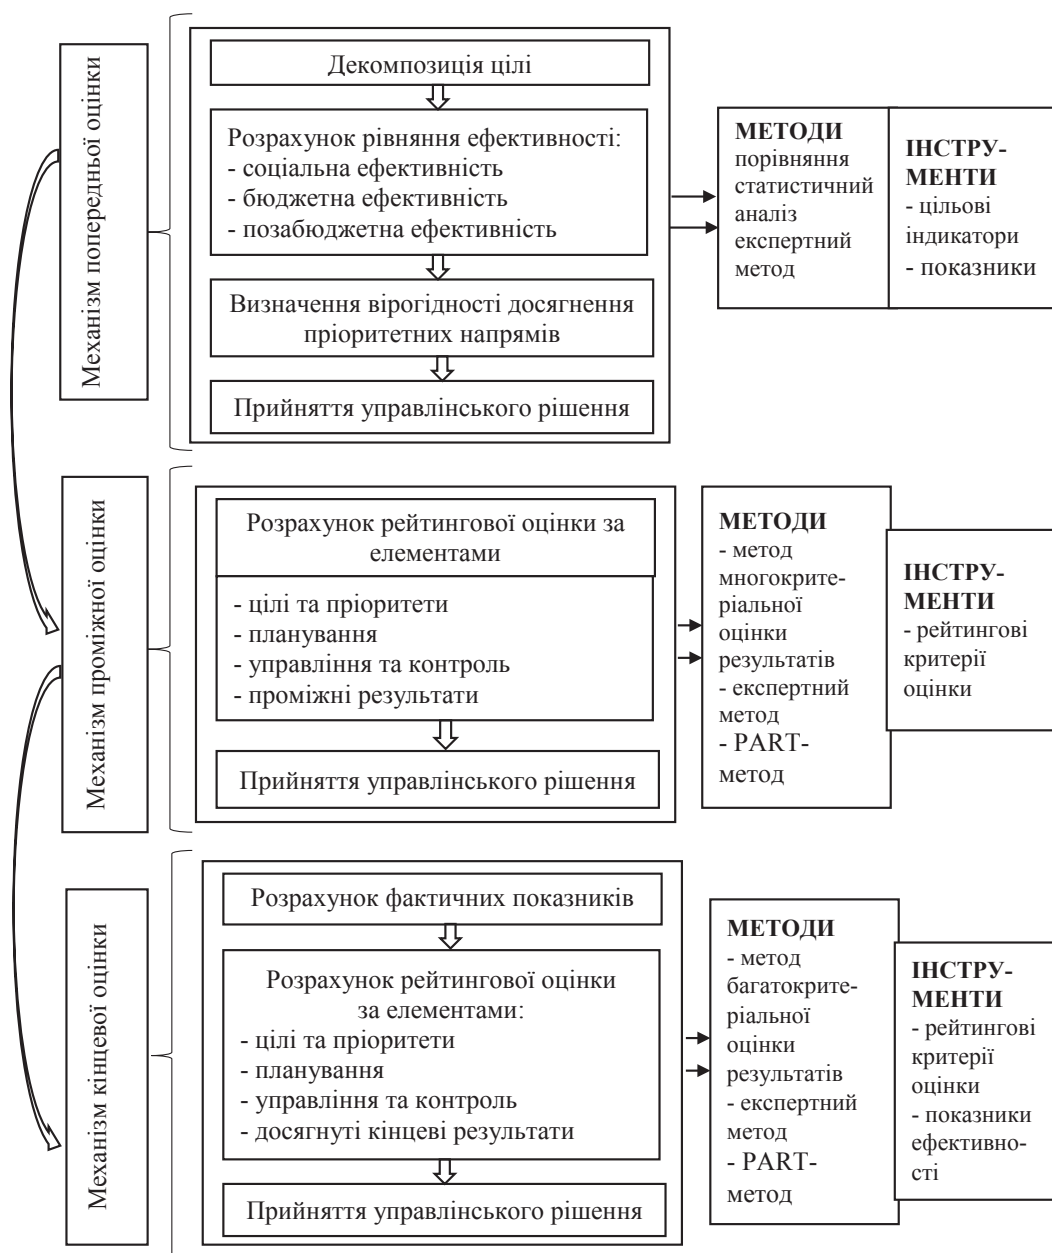 Механізм попередньої оцінки
Декомпозиція цілі
Розрахунок рівняння ефективності:
- соціальна ефективність
- бюджетна ефективність
- позабюджетна ефективність
Визначення вірогідності досягнення
пріоритетних напрямів
Прийняття управлінського рішення
МЕТОДИ
порівняння
статистичний
аналіз
експертний
метод
ІНСТРУ-
МЕНТИ
- цільові
індикатори
- показники
Механізм проміжної оцінки
Розрахунок рейтингової оцінки за
елементами
- цілі та пріоритети
- планування
- управління та контроль
- проміжні результати
Прийняття управлінського рішення
МЕТОДИ
- метод
многокрите-
ріальної
оцінки
результатів
- експертний
метод
- PART-
метод
ІНСТРУ-
МЕНТИ
- рейтингові
критерії
оцінки
Механізм кінцевої оцінки
Розрахунок фактичних показників
Розрахунок рейтингової оцінки
за елементами:
- цілі та пріоритети
- планування
- управління та контроль
- досягнуті кінцеві результати
Прийняття управлінського рішення
МЕТОДИ
- метод
багатокрите-
ріальної
оцінки
результатів
- експертний
метод
- PART-
метод
ІНСТРУ-
МЕНТИ
- рейтингові
критерії
оцінки
- показники
ефективно-
сті